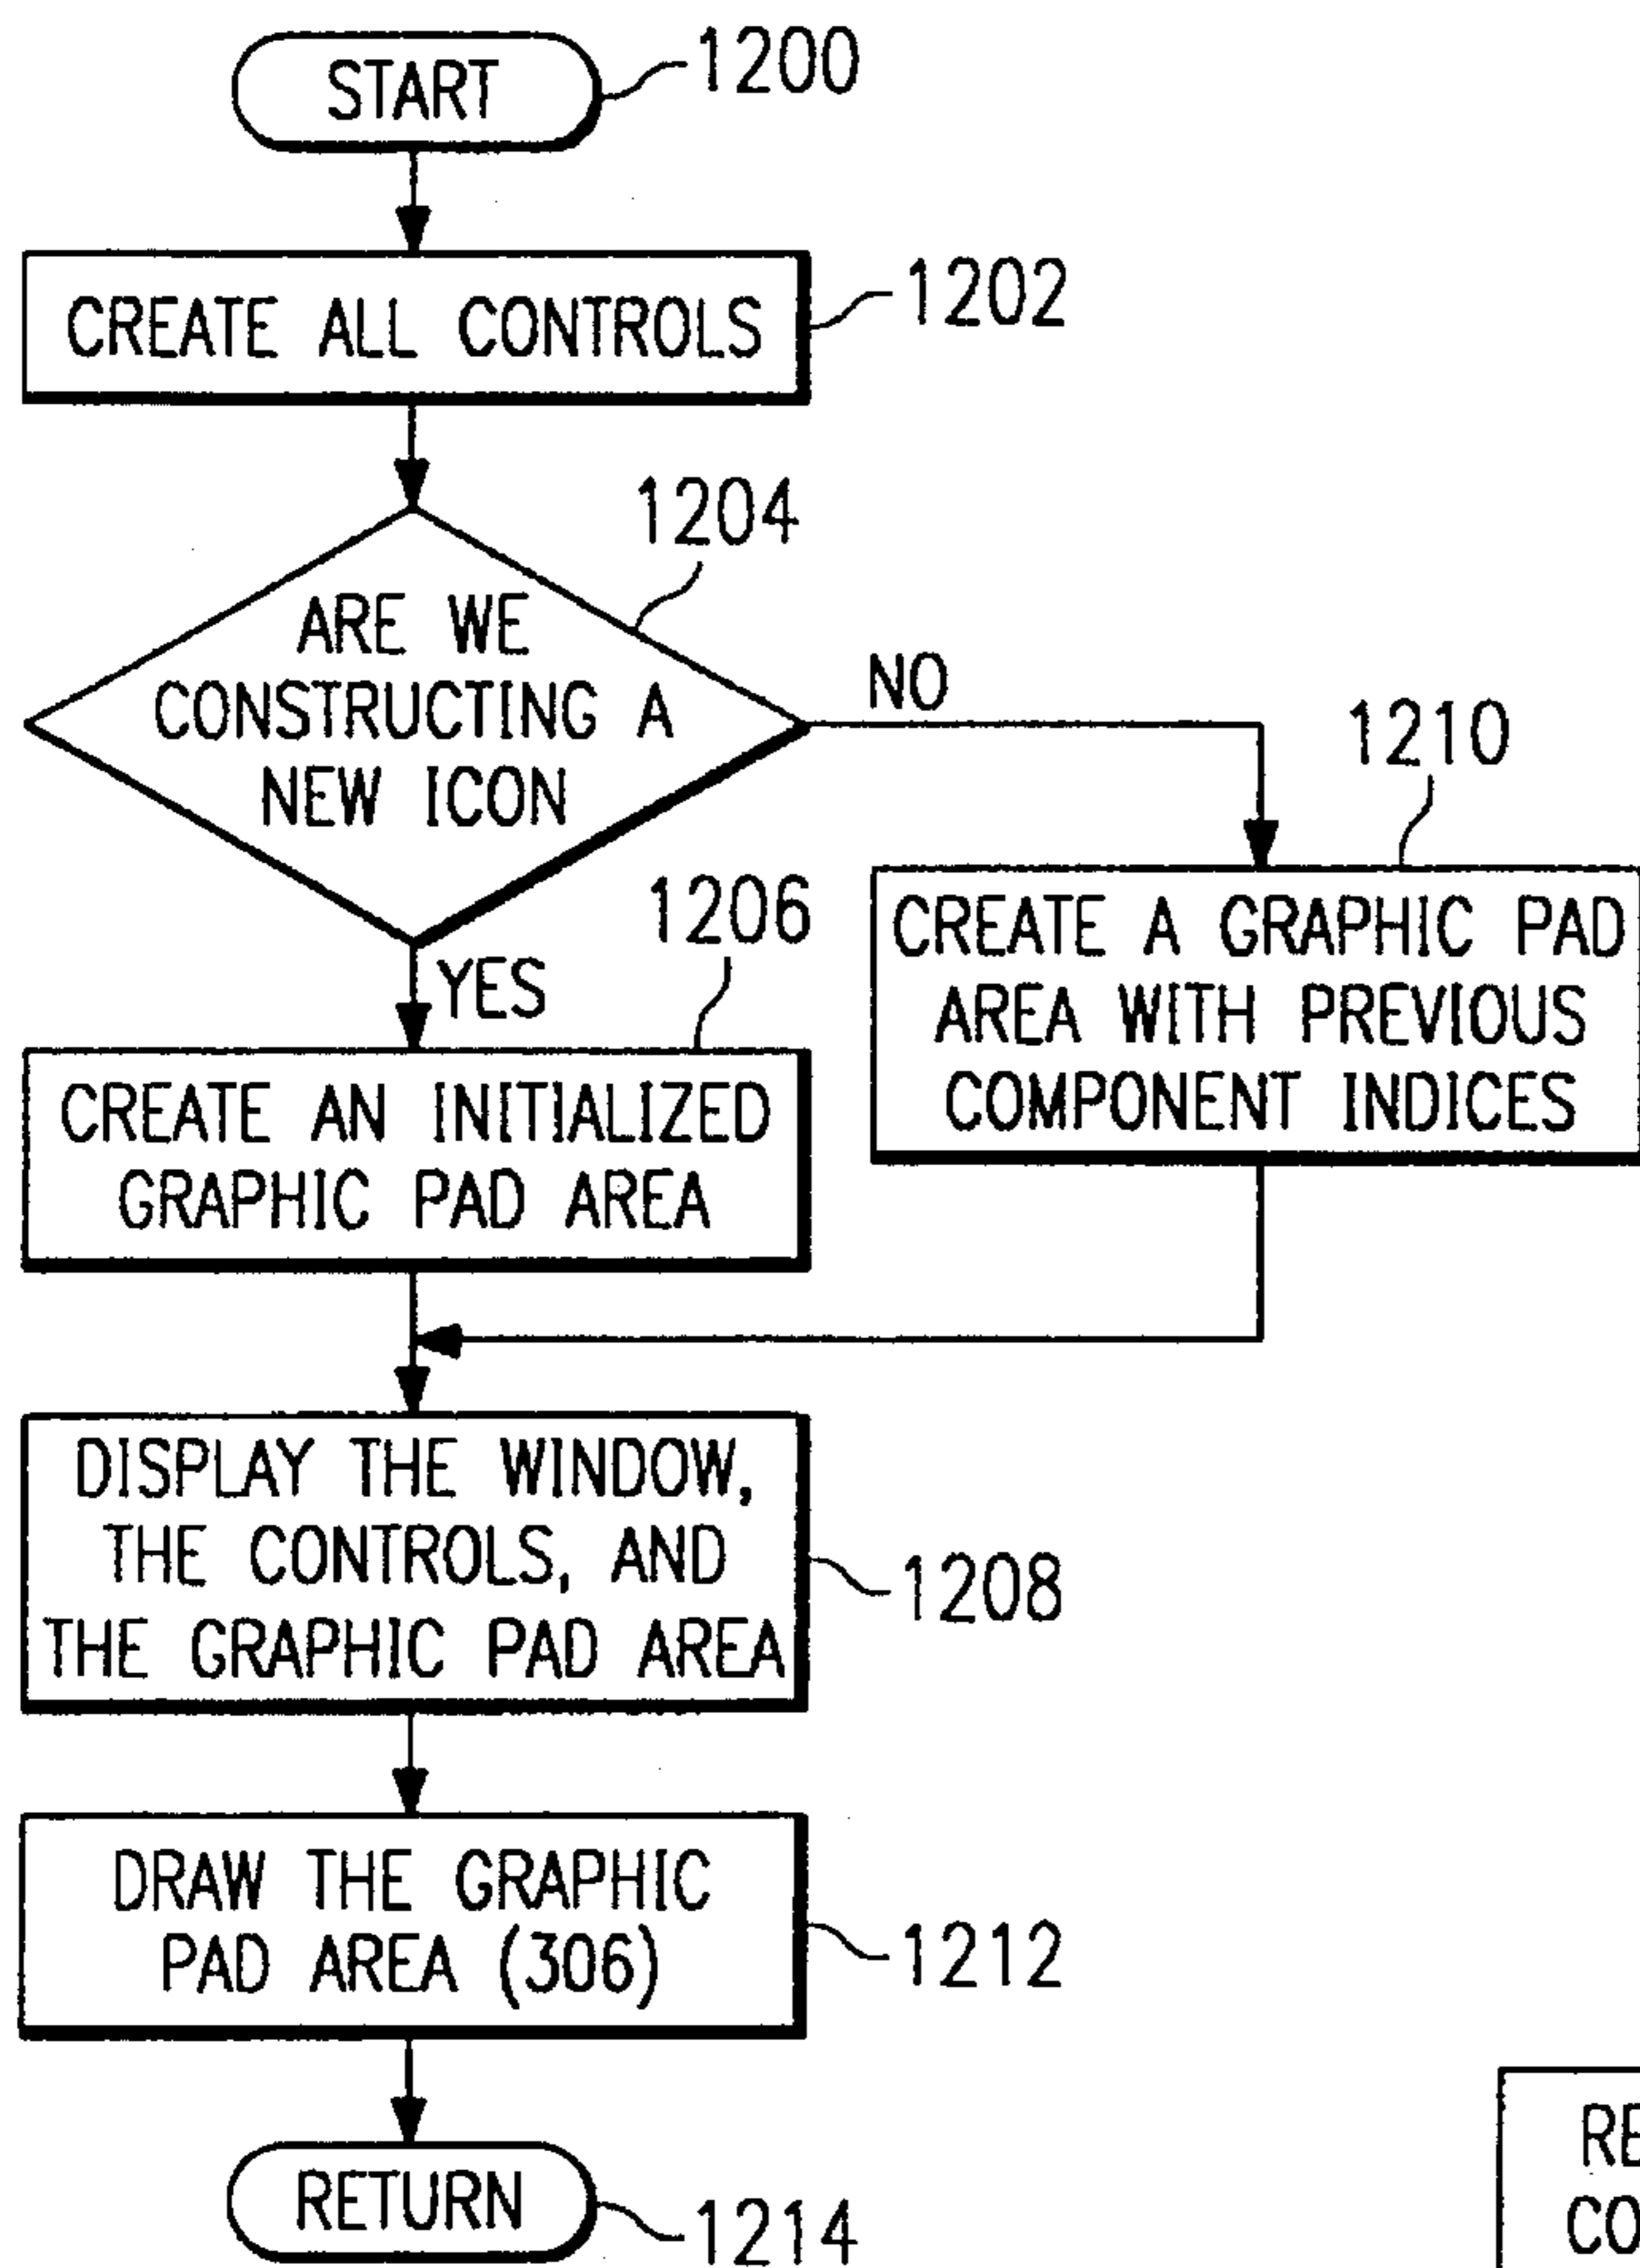 START
1200
CREATE ALL CONTROLS
1202
1204
ARE WE
CONSTRUCTING A
NEW ICON
NO
1210
YES
1206
CREATE AN INITIALIZED
GRAPHIC PAD AREA
CREATE A GRAPHIC PAD
AREA WITH PREVIOUS
COMPONENT INDICES
DISPLAY THE WINDOW,
THE CONTROLS, AND
THE GRAPHIC PAD AREA
1208
DRAW THE GRAPHIC
PAD AREA (306)
1212
RETURN
1214